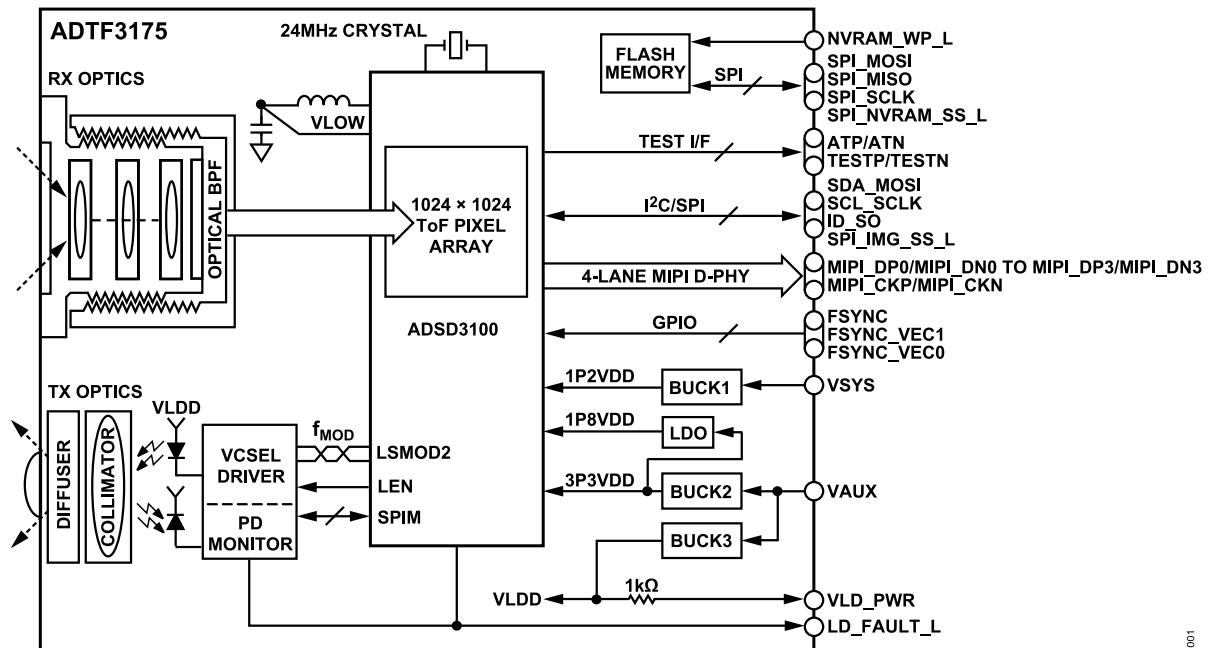 ADTF3175
24MHz CRYSTAL
RX OPTICS
VLOW
OPTICAL BPF
1024 × 1024
ToF PIXEL
ARRAY
ADSD3100
FLASH
MEMORY
SPI
NVRAM_WP_L
SPI_MOSI
SPI_MISO
SPI_SCLK
SPI_NVRAM_SS_L
TEST I/F
ATP/ATN
TESTP/TESTN
I²C/SPI
SDA_MOSI
SCL_SCLK
ID_SO
SPI_IMG_SS_L
4-LANE MIPI D-PHY
MIPI_DP0/MIPI_DN0 TO MIPI_DP3/MIPI_DN3
MIPI_CKP/MIPI_CKN
GPIO
FSYNC
FSYNC_VEC1
FSYNC_VEC0
1P2VDD
BUCK1
VSYS
1P8VDD
LDO
3P3VDD
BUCK2
VAUX
BUCK3
TX OPTICS
VLDD
DIFFUSER
COLLIMATOR
VCSEL
DRIVER
PD
MONITOR
fMOD
LSMOD2
LEN
SPIM
VLDD
1kΩ
VLD_PWR
LD_FAULT_L
001